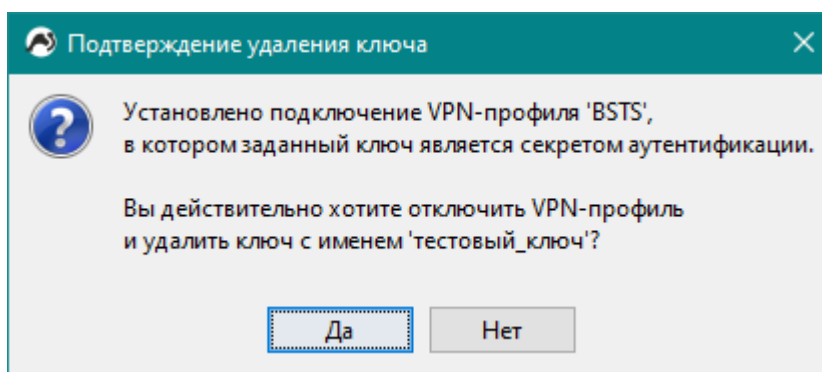 Подтверждение удаления ключа
Установлено подключение VPN-профиля 'BSTS',
в котором заданный ключ является секретом аутентификации.
Вы действительно хотите отключить VPN-профиль
и удалить ключ с именем 'тестовый_ключ'?
Да
Нет